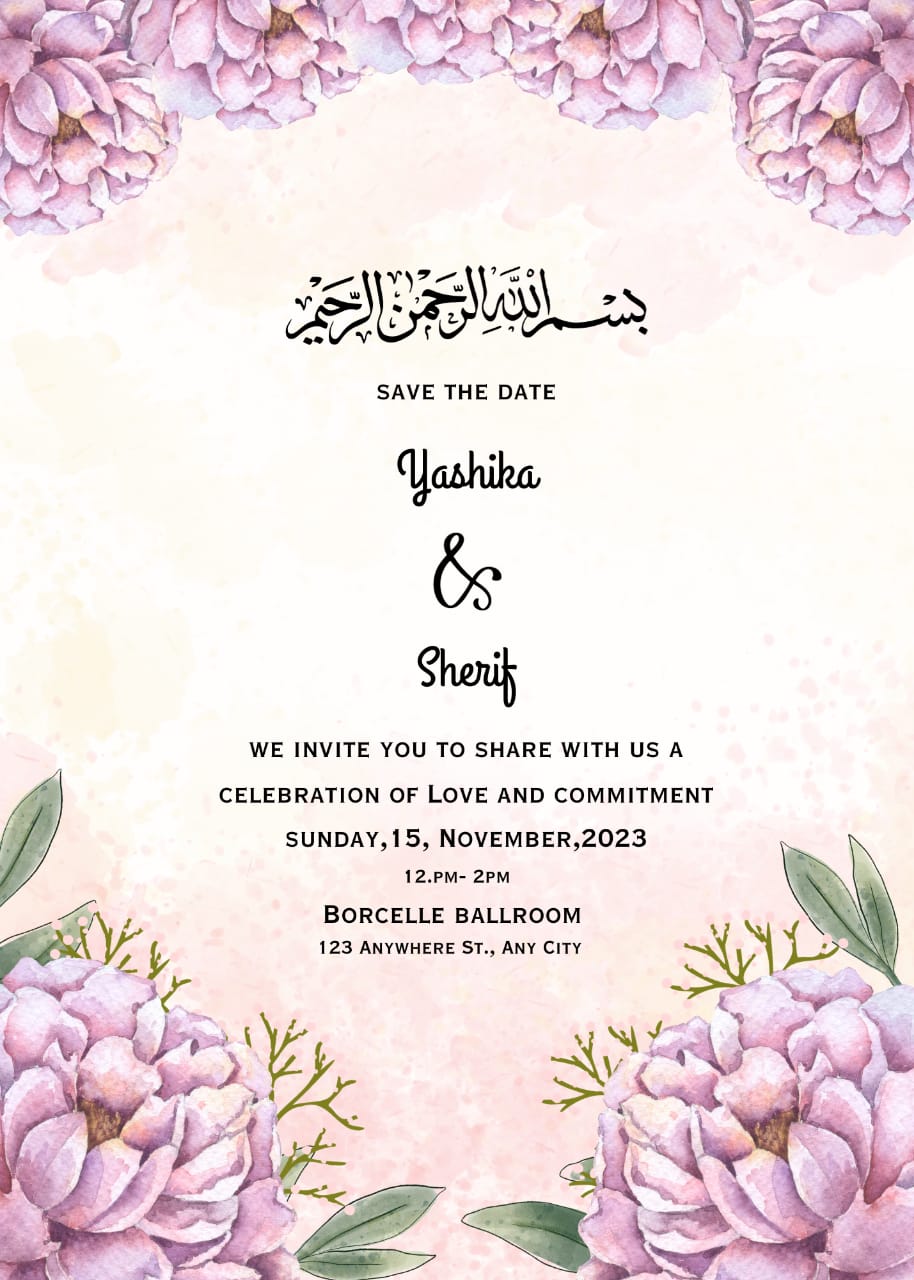 بسم الله الرحمن الرحيم
SAVE THE DATE
Yashika
&
Sherif
WE INVITE YOU TO SHARE WITH US A
CELEBRATION OF LOVE AND COMMITMENT
SUNDAY,15, NOVEMBER,2023
12.PM- 2PM
BORCELLE BALLROOM
123 ANYWHERE ST., ANY CITY